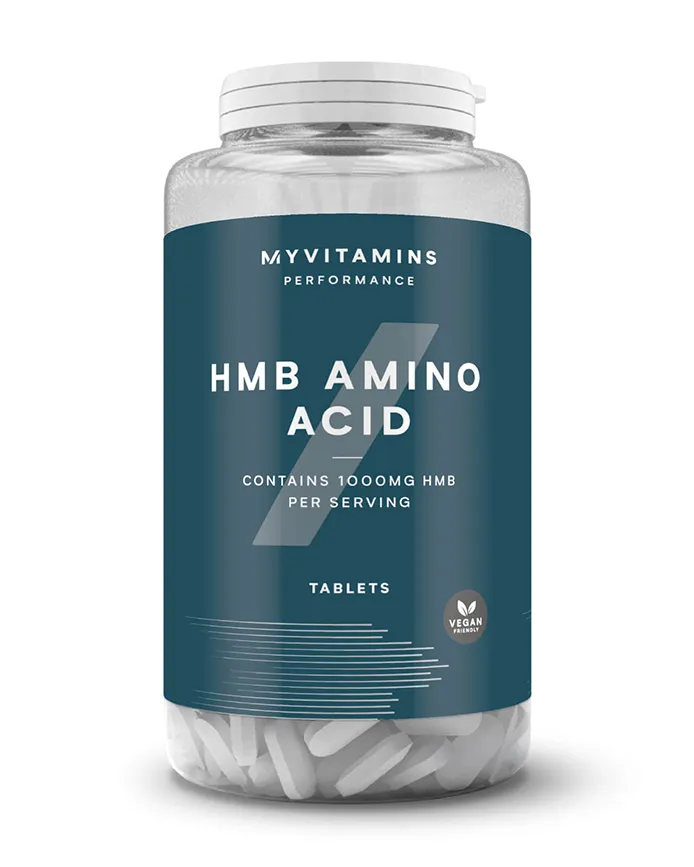 MYVITAMINS
PERFORMANCE
HMB AMINO
ACID
CONTAINS 1000MG HMB
PER SERVING
TABLETS
VEGAN
FRIENDLY